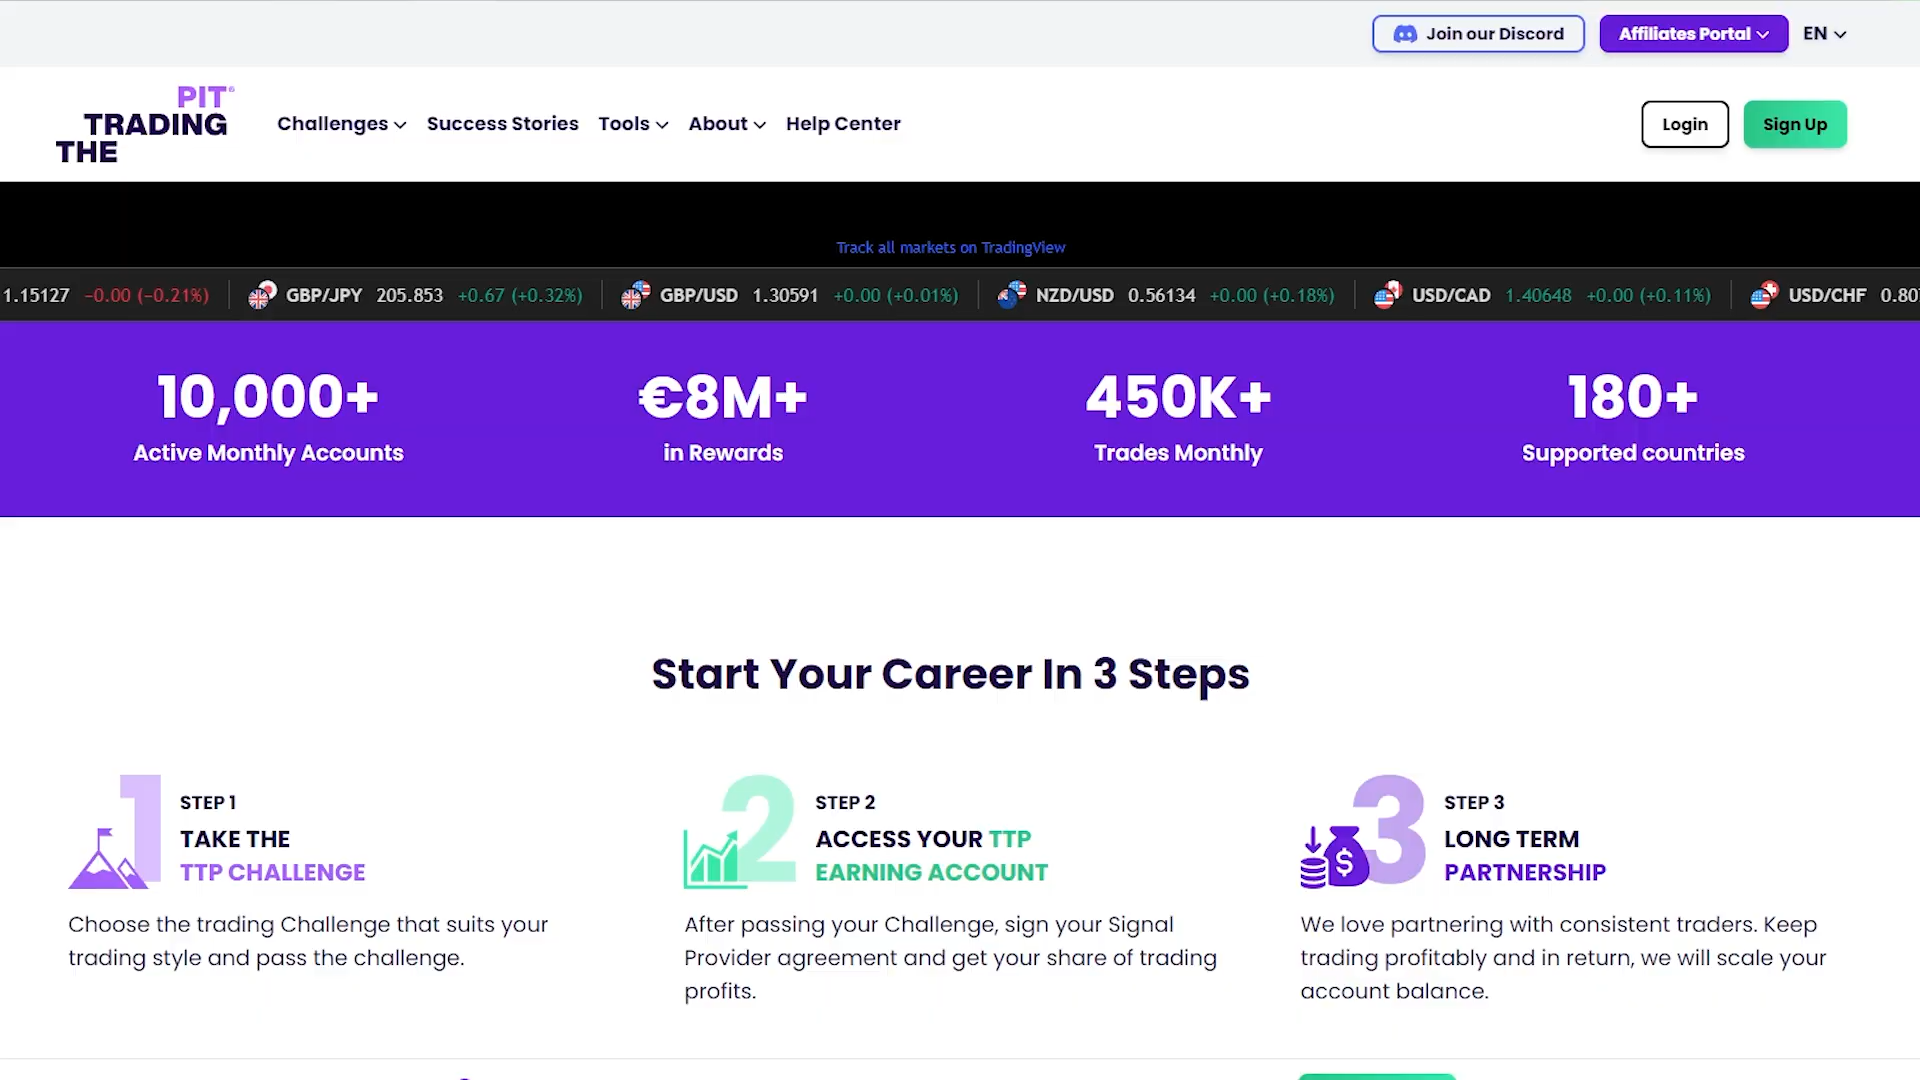 Join our Discord
Affiliates Portal
EN
PIT®
TRADING
THE
Challenges
Success Stories
Tools
About
Help Center
Login
Sign Up
Track all markets on TradingView
1.15127 −0.00 (−0.21%)
GBP/JPY 205.853 +0.67 (+0.32%)
GBP/USD 1.30591 +0.00 (+0.01%)
NZD/USD 0.56134 +0.00 (+0.18%)
USD/CAD 1.40648 +0.00 (+0.11%)
USD/CHF
10,000+
Active Monthly Accounts
€8M+
in Rewards
450K+
Trades Monthly
180+
Supported countries
Start Your Career In 3 Steps
1
STEP 1
TAKE THE
TTP CHALLENGE
Choose the trading Challenge that suits your
trading style and pass the challenge.
2
STEP 2
ACCESS YOUR TTP
EARNING ACCOUNT
After passing your Challenge, sign your Signal
Provider agreement and get your share of trading
profits.
3
$
STEP 3
LONG TERM
PARTNERSHIP
We love partnering with consistent traders. Keep
trading profitably and in return, we will scale your
account balance.